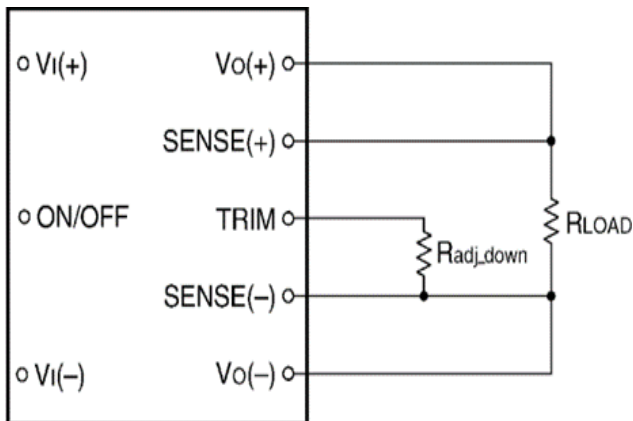 VI(+)
VO(+)
SENSE(+)
ON/OFF
TRIM
RLOAD
Radj_down
SENSE(–)
VI(–)
VO(–)